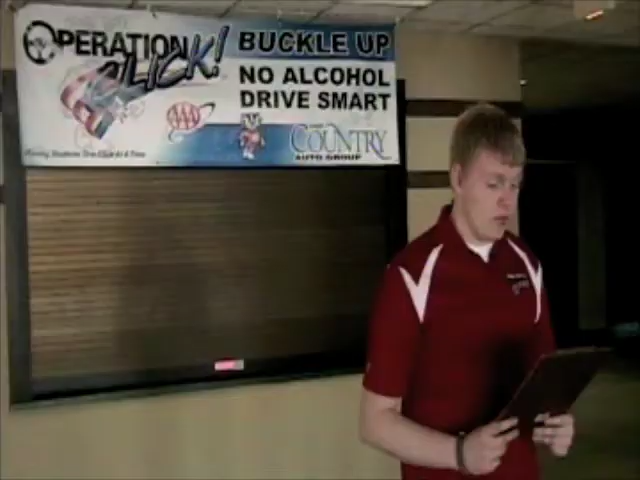 OPERATION
CLICK!
BUCKLE UP
NO ALCOHOL
DRIVE SMART
AAA
COUNTRY
AUTO GROUP